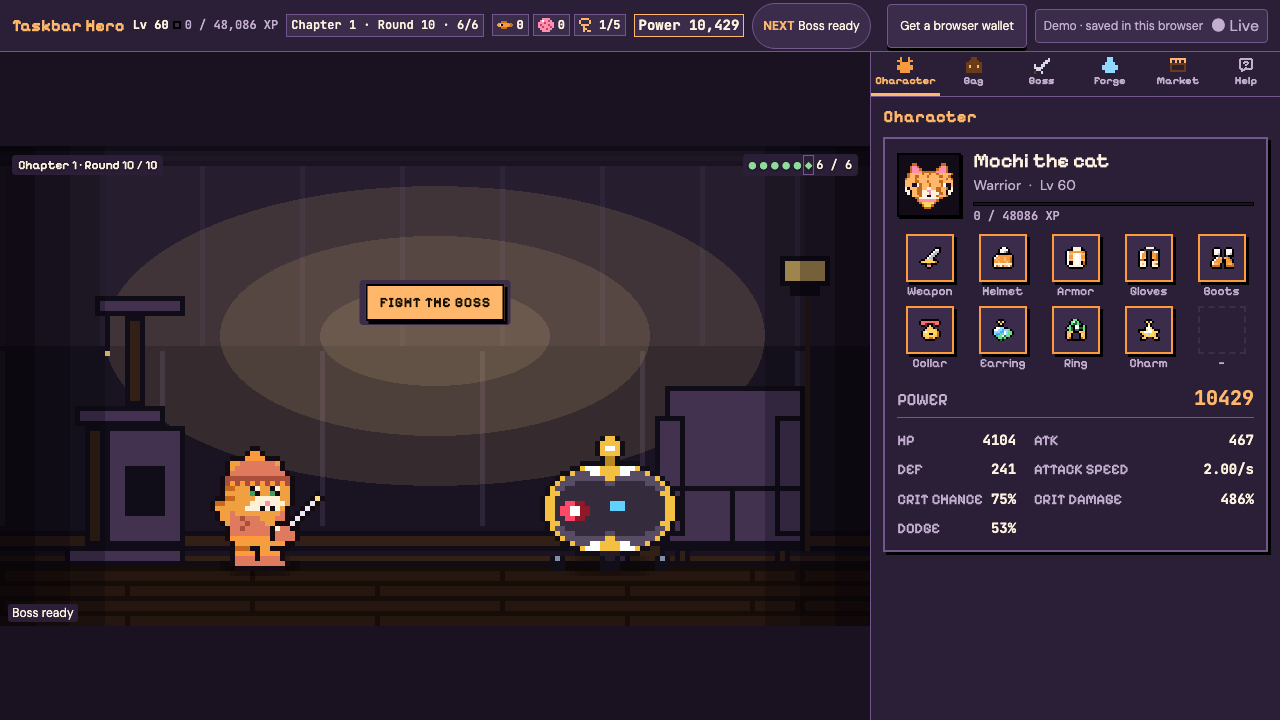 Taskbar Hero
Lv 60
0 / 48,086 XP
Chapter 1 · Round 10 · 6/6
0
0
1/5
Power 10,429
NEXT Boss ready
Get a browser wallet
Demo · saved in this browser
Live
Character
Bag
Boss
Forge
Market
Help
Chapter 1 · Round 10 / 10
6 / 6
FIGHT THE BOSS
Boss ready
Character
Mochi the cat
Warrior · Lv 60
0 / 48086 XP
Weapon
Helmet
Armor
Gloves
Boots
Collar
Earring
Ring
Charm
-
POWER 10429
HP 4104 ATK 467
DEF 241 ATTACK SPEED 2.00/s
CRIT CHANCE 75% CRIT DAMAGE 486%
DODGE 53%